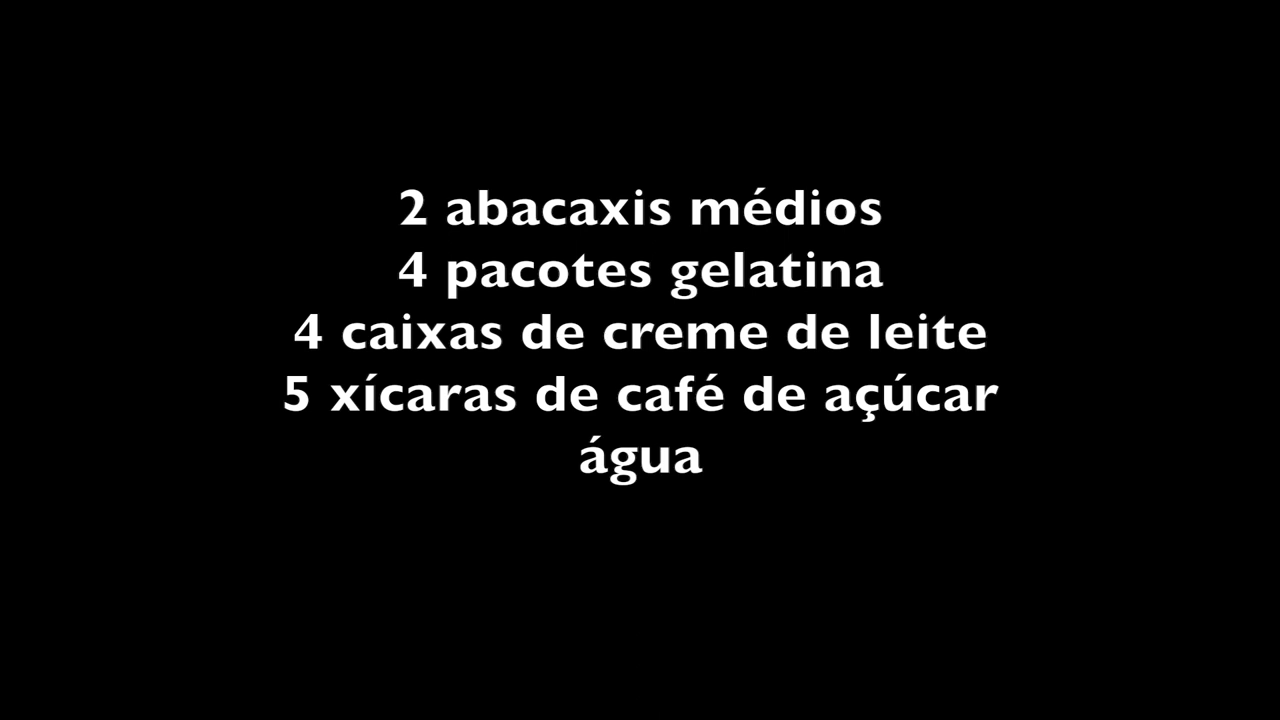 2 abacaxis médios
4 pacotes gelatina
4 caixas de creme de leite
5 xícaras de café de açúcar
água